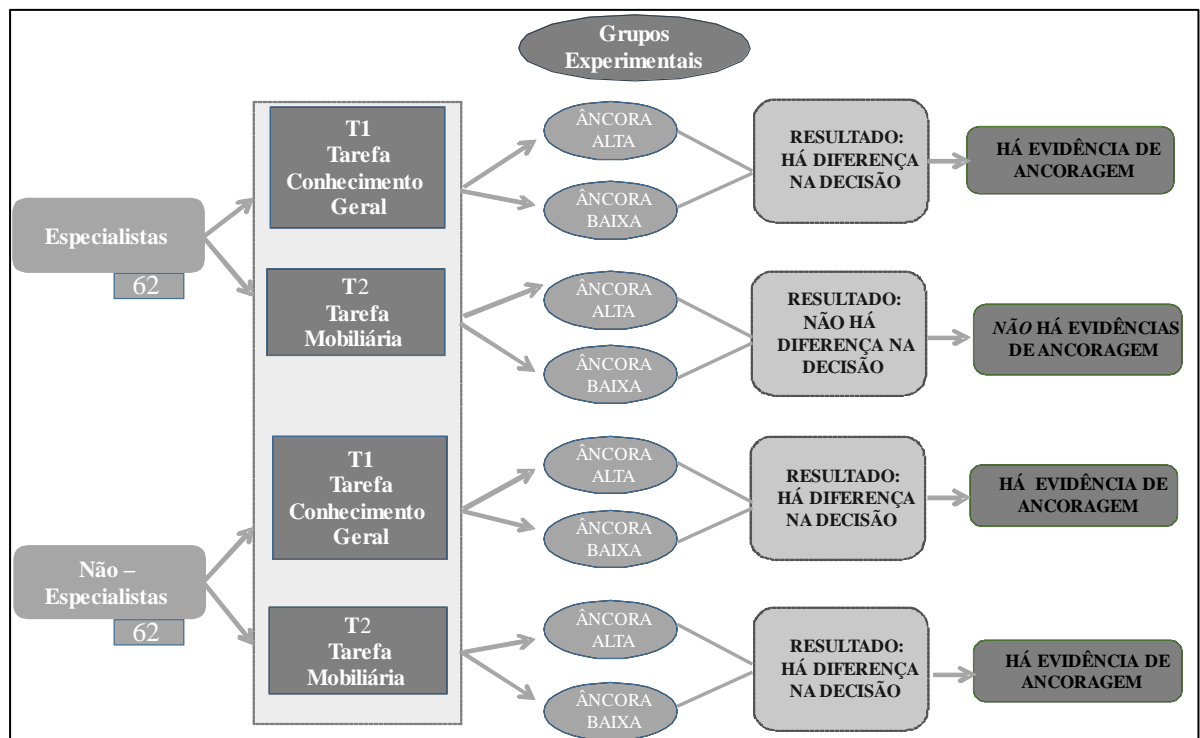 Grupos
Experimentais
Especialistas
62
T1
Tarefa
Conhecimento
Geral
ÂNCORA
ALTA
ÂNCORA
BAIXA
RESULTADO:
HÁ DIFERENÇA
NA DECISÃO
HÁ EVIDÊNCIA DE
ANCORAGEM
T2
Tarefa
Mobiliária
ÂNCORA
ALTA
ÂNCORA
BAIXA
RESULTADO:
NÃO HÁ
DIFERENÇA NA
DECISÃO
NÃO HÁ EVIDÊNCIAS
DE ANCORAGEM
Não –
Especialistas
62
T1
Tarefa
Conhecimento
Geral
ÂNCORA
ALTA
ÂNCORA
BAIXA
RESULTADO:
HÁ DIFERENÇA
NA DECISÃO
HÁ EVIDÊNCIA DE
ANCORAGEM
T2
Tarefa
Mobiliária
ÂNCORA
ALTA
ÂNCORA
BAIXA
RESULTADO:
HÁ DIFERENÇA
NA DECISÃO
HÁ EVIDÊNCIA DE
ANCORAGEM